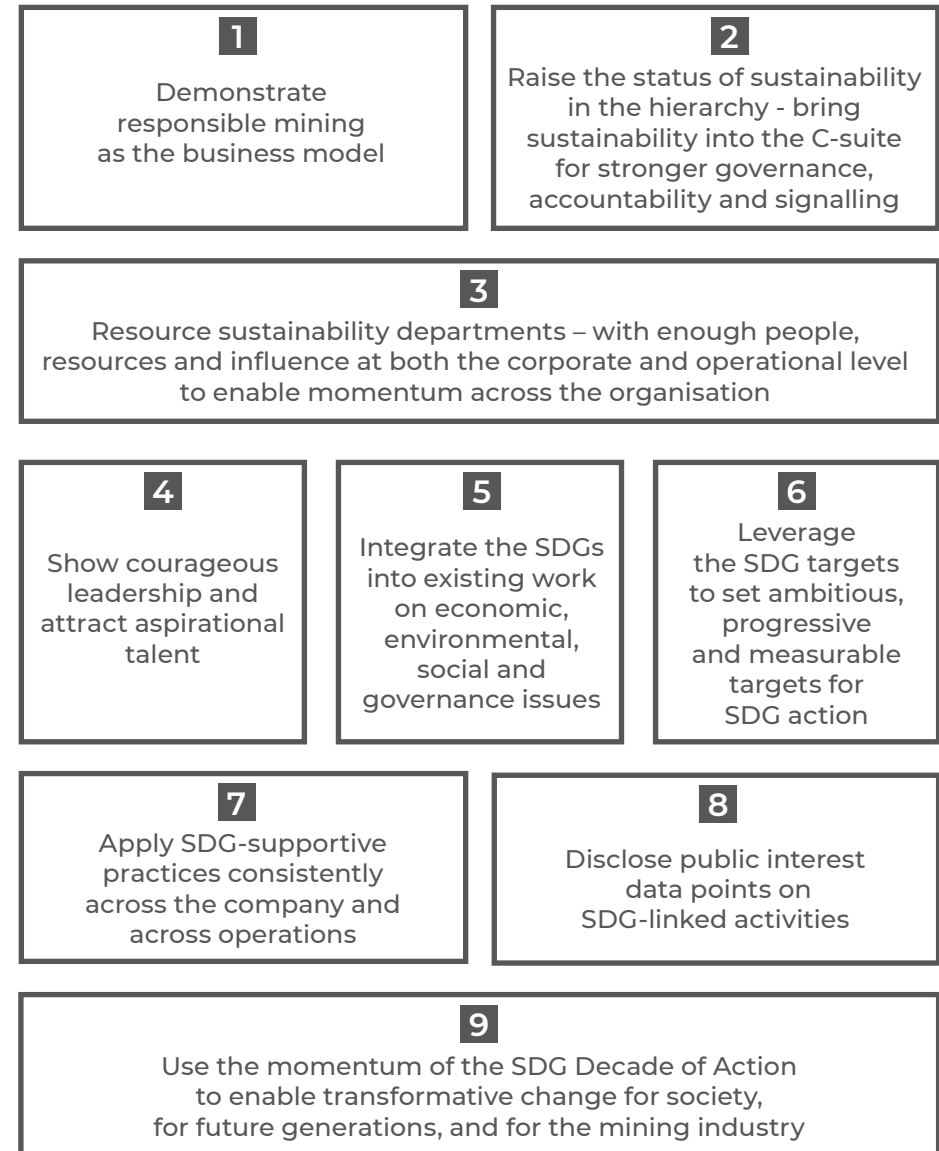 1
Demonstrate
responsible mining
as the business model
2
Raise the status of sustainability
in the hierarchy - bring
sustainability into the C-suite
for stronger governance,
accountability and signalling
3
Resource sustainability departments – with enough people,
resources and influence at both the corporate and operational level
to enable momentum across the organisation
4
Show courageous
leadership and
attract aspirational
talent
5
Integrate the SDGs
into existing work
on economic,
environmental,
social and
governance issues
6
Leverage
the SDG targets
to set ambitious,
progressive
and measurable
targets for
SDG action
7
Apply SDG-supportive
practices consistently
across the company and
across operations
8
Disclose public interest
data points on
SDG-linked activities
9
Use the momentum of the SDG Decade of Action
to enable transformative change for society,
for future generations, and for the mining industry